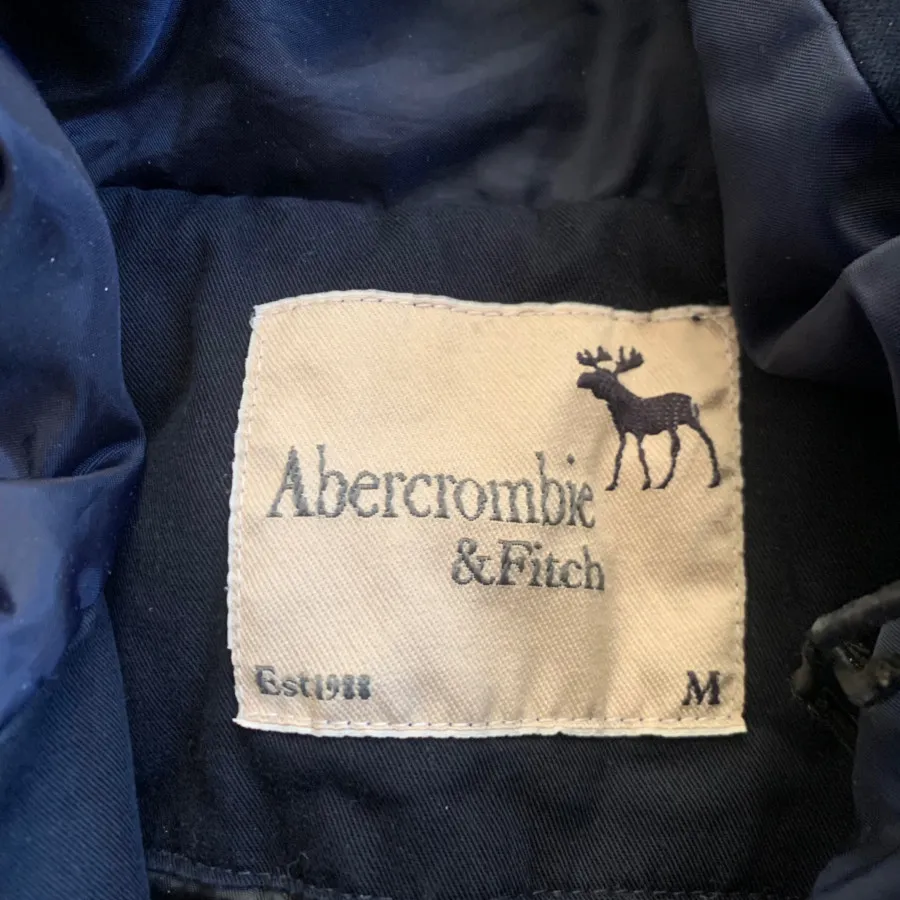 Abercrombie
& Fitch
Est1988
M